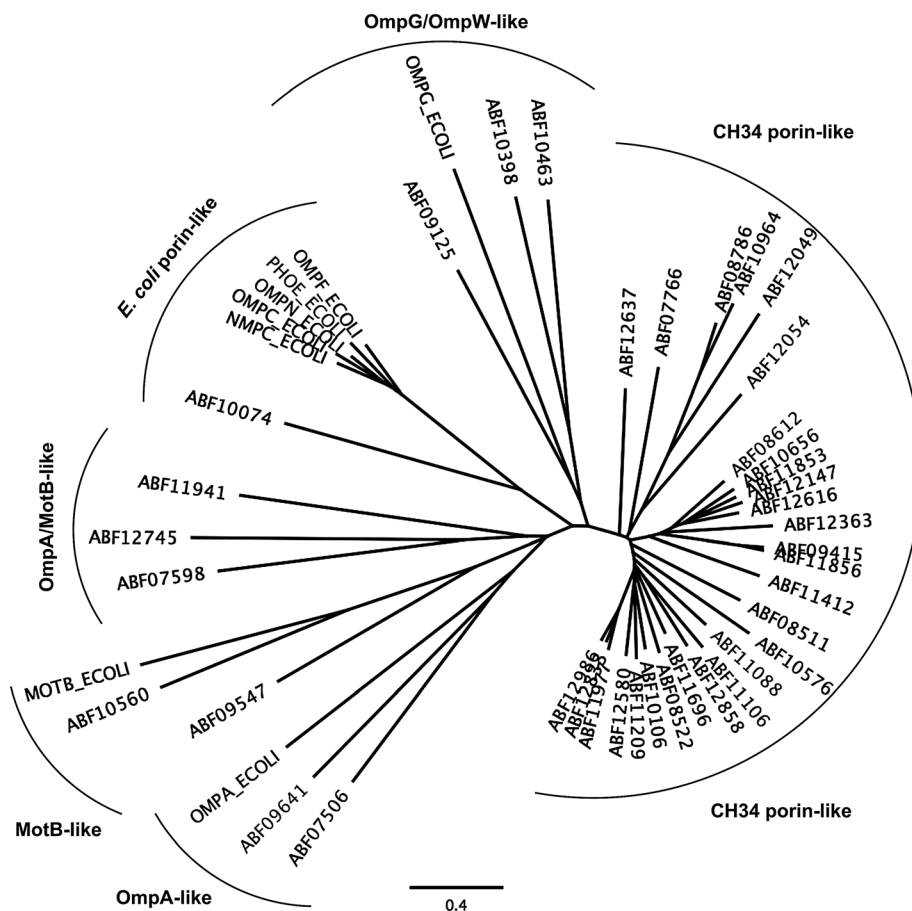 OmpG/OmpW-like
CH34 porin-like
E. coli porin-like
OmpA/MotB-like
MotB-like
OmpA-like
CH34 porin-like
OMPG_ECOLI
ABF10398
ABF10463
ABF09125
OMPF_ECOLI
PHOE_ECOLI
OMPN_ECOLI
OMPC_ECOLI
NMPC_ECOLI
ABF10074
ABF11941
ABF12745
ABF07598
MOTB_ECOLI
ABF10560
ABF09547
OMPA_ECOLI
ABF09641
ABF07506
ABF12637
ABF07766
ABF08786
ABF10964
ABF12049
ABF12054
ABF08612
ABF10656
ABF11853
ABF12147
ABF12616
ABF12363
ABF09415
ABF11856
ABF11412
ABF08511
ABF10576
ABF11088
ABF11106
ABF12858
ABF11696
ABF08522
ABF10106
ABF11209
ABF12580
ABF11977
ABF12986
0.4